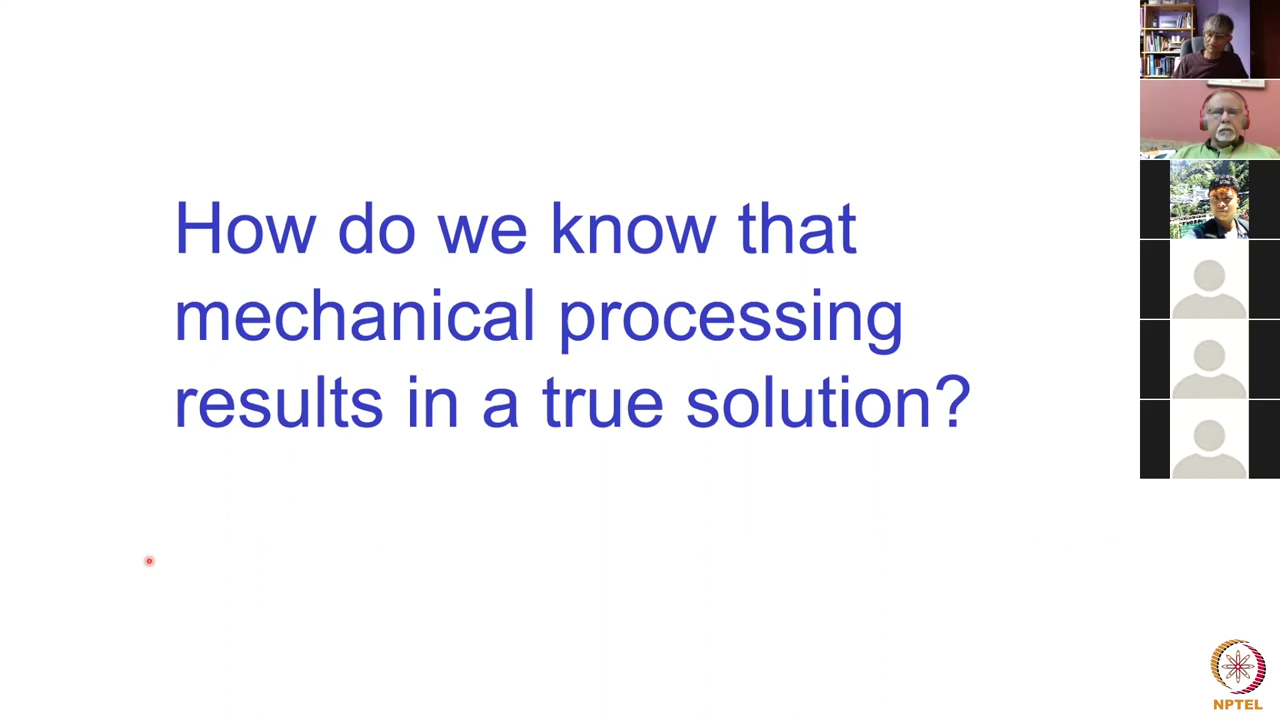 How do we know that
mechanical processing
results in a true solution?
NPTEL